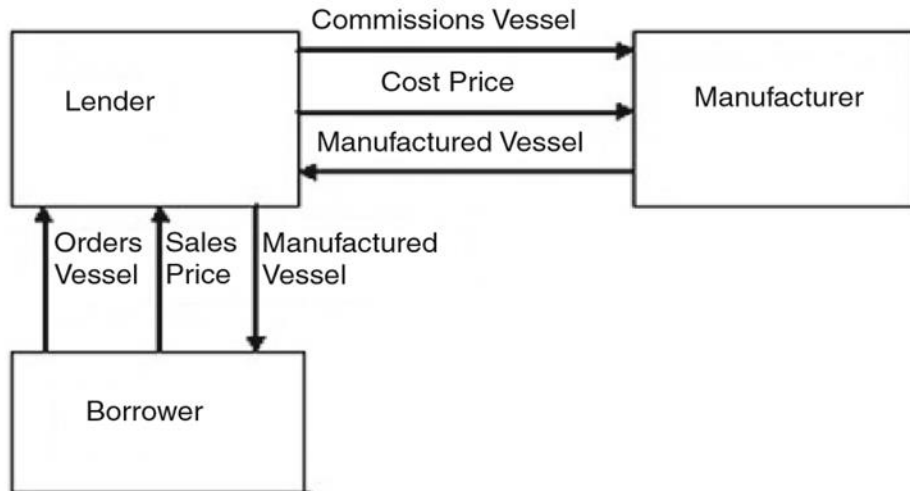 Commissions Vessel
Lender
Cost Price
Manufacturer
Manufactured Vessel
Orders
Vessel
Sales
Price
Manufactured
Vessel
Borrower